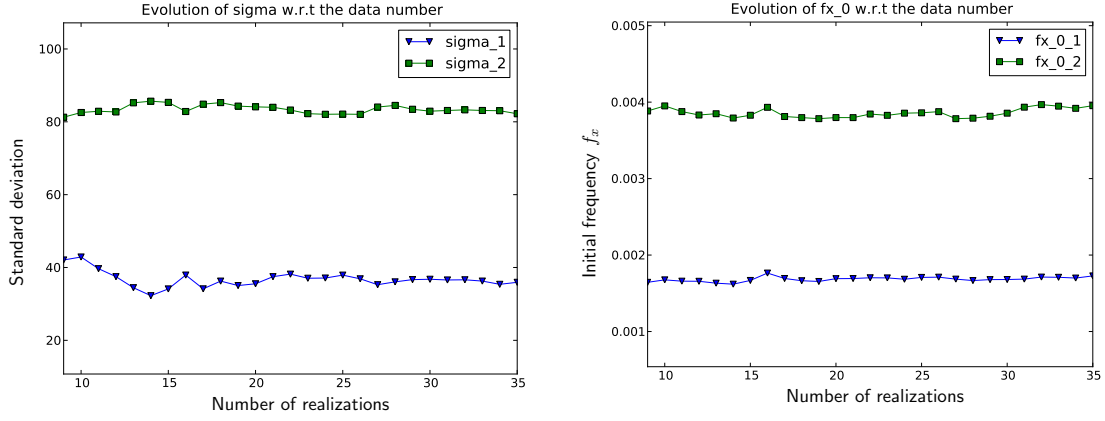 Evolution of sigma w.r.t the data number
sigma_1
sigma_2
100
80
60
40
20
Standard deviation
10 15 20 25 30 35
Number of realizations
Evolution of fx_0 w.r.t the data number
fx_0_1
fx_0_2
0.005
0.004
0.003
0.002
0.001
Initial frequency $f_x$
10 15 20 25 30 35
Number of realizations